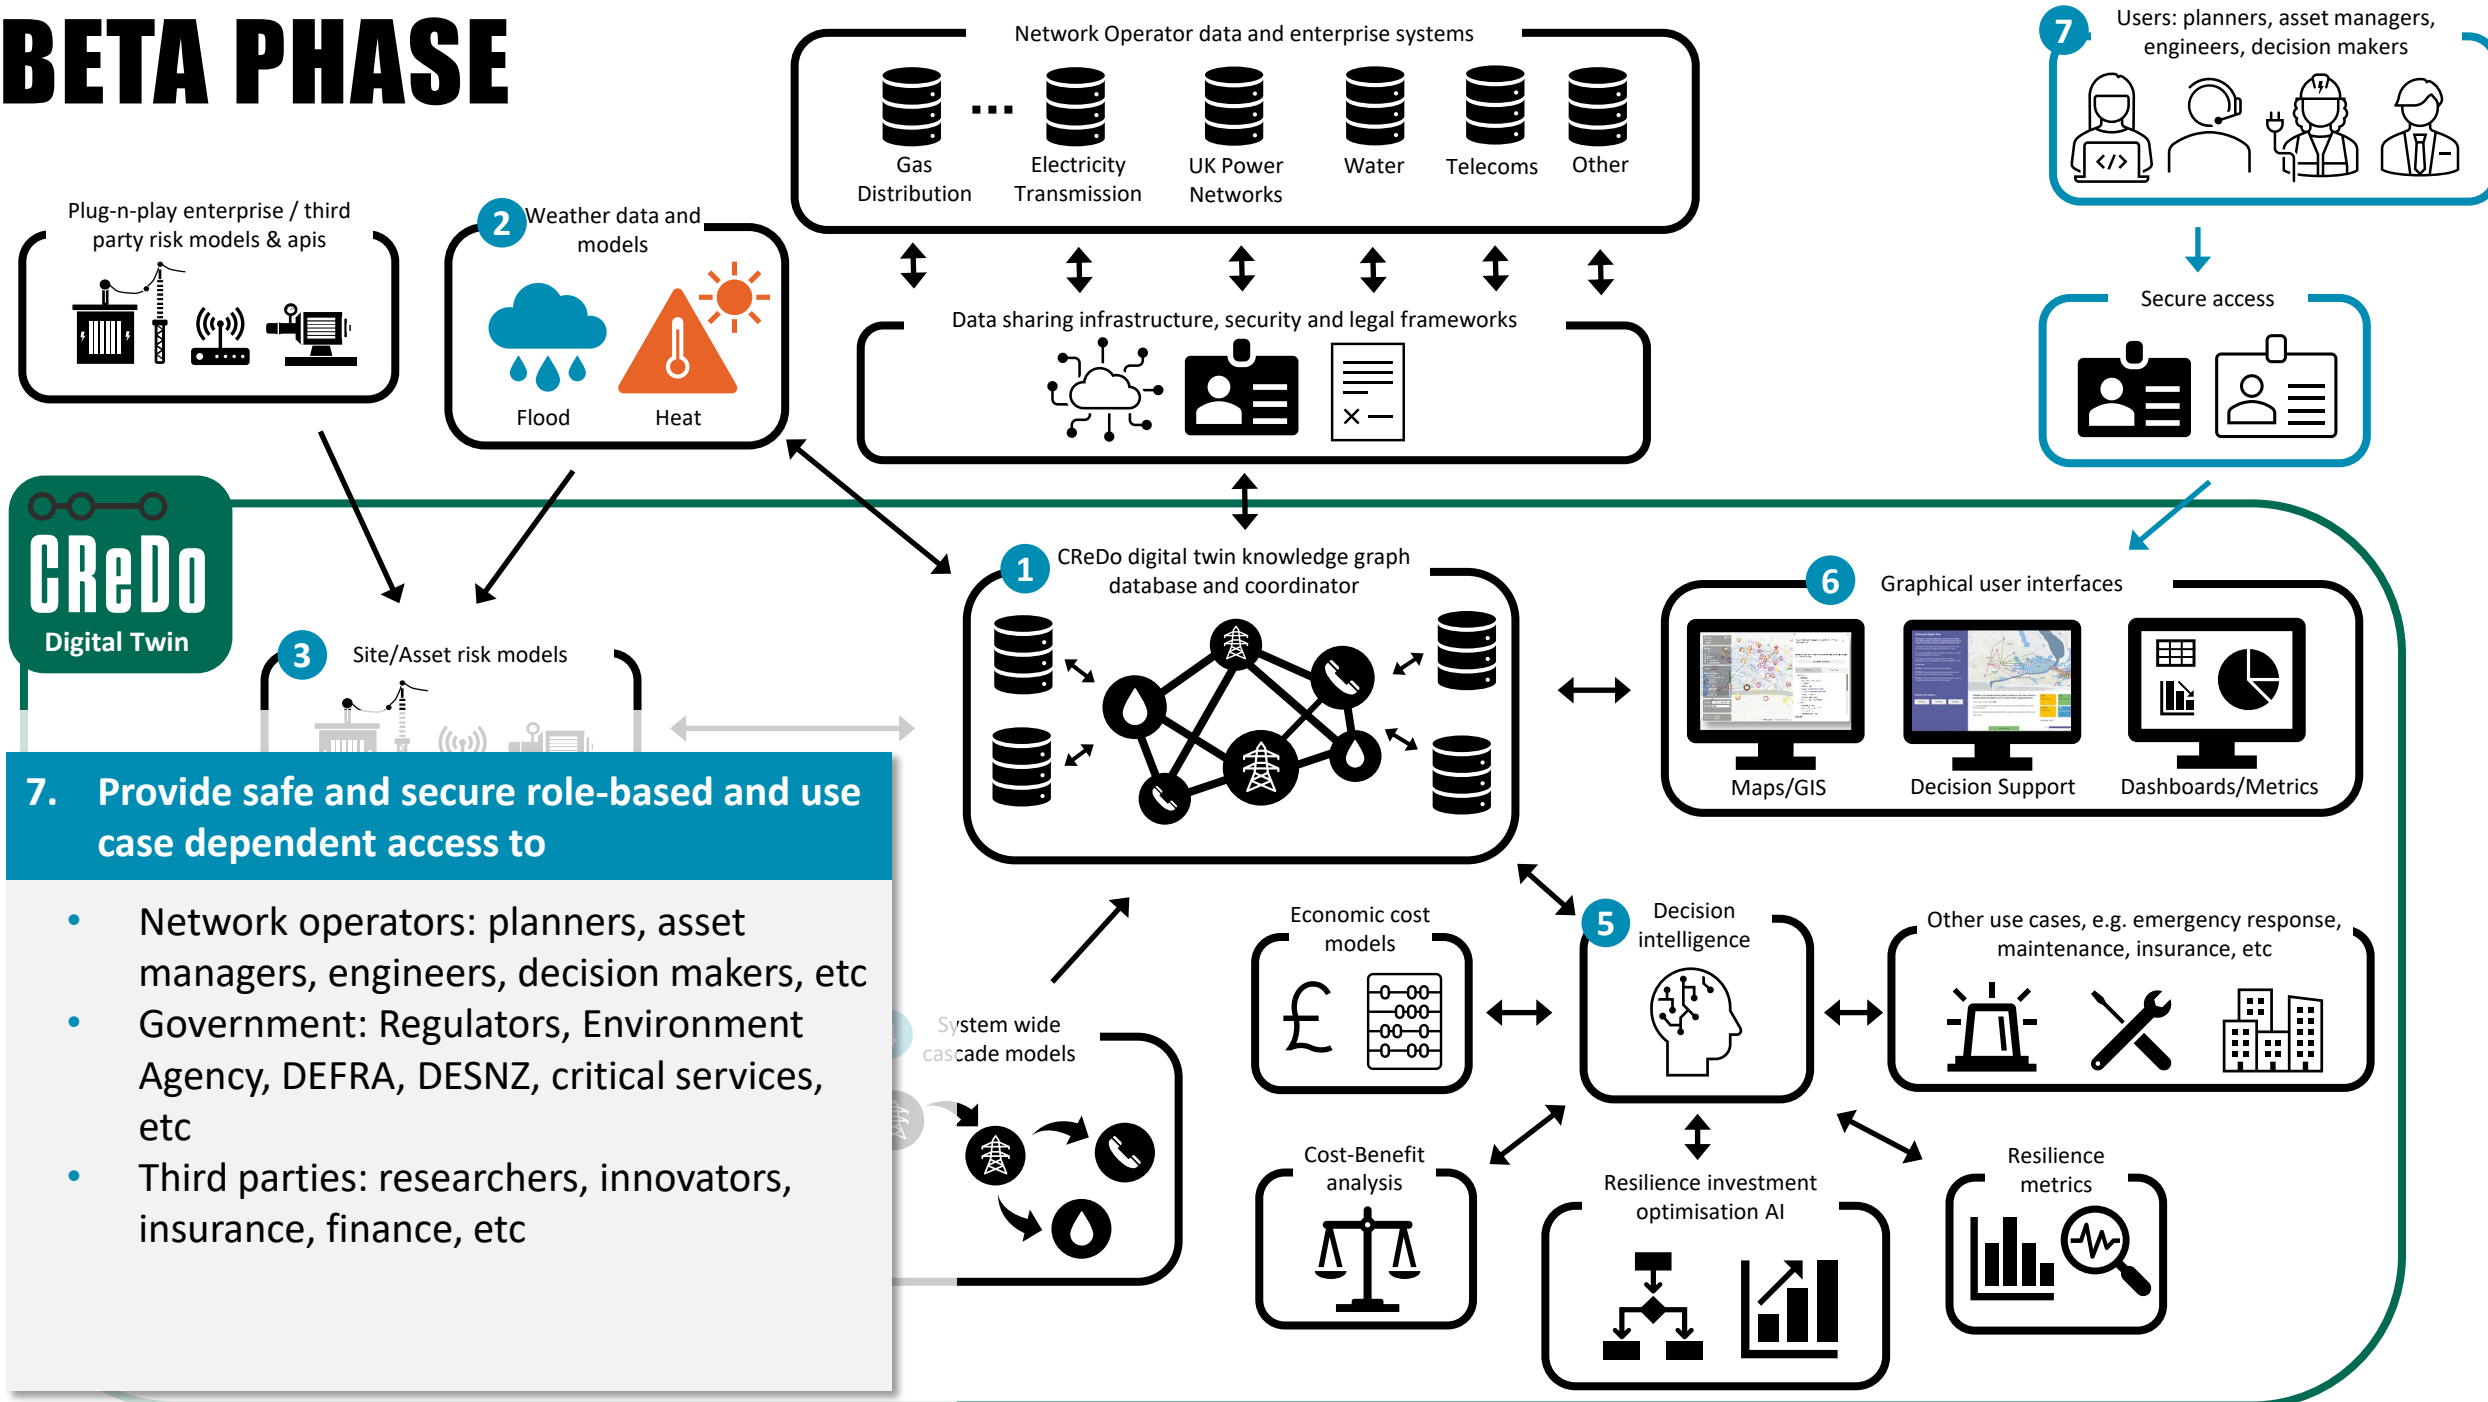 BETA PHASE
Network Operator data and enterprise systems
Gas
Distribution
...
Electricity
Transmission
UK Power
Networks
Water
Telecoms
Other
7
Users: planners, asset managers,
engineers, decision makers
</>
Plug-n-play enterprise / third
party risk models & apis
2
Weather data and
models
Flood
Heat
Data sharing infrastructure, security and legal frameworks
Secure access
CReDo
Digital Twin
3
Site/Asset risk models
1
CReDo digital twin knowledge graph
database and coordinator
6
Graphical user interfaces
Maps/GIS
Decision Support
Dashboards/Metrics
7. Provide safe and secure role-based and use
case dependent access to
• Network operators: planners, asset
managers, engineers, decision makers, etc
• Government: Regulators, Environment
Agency, DEFRA, DESNZ, critical services,
etc
• Third parties: researchers, innovators,
insurance, finance, etc
System wide
cascade models
Economic cost
models
£
5
Decision
intelligence
Other use cases, e.g. emergency response,
maintenance, insurance, etc
Cost-Benefit
analysis
Resilience investment
optimisation AI
Resilience
metrics